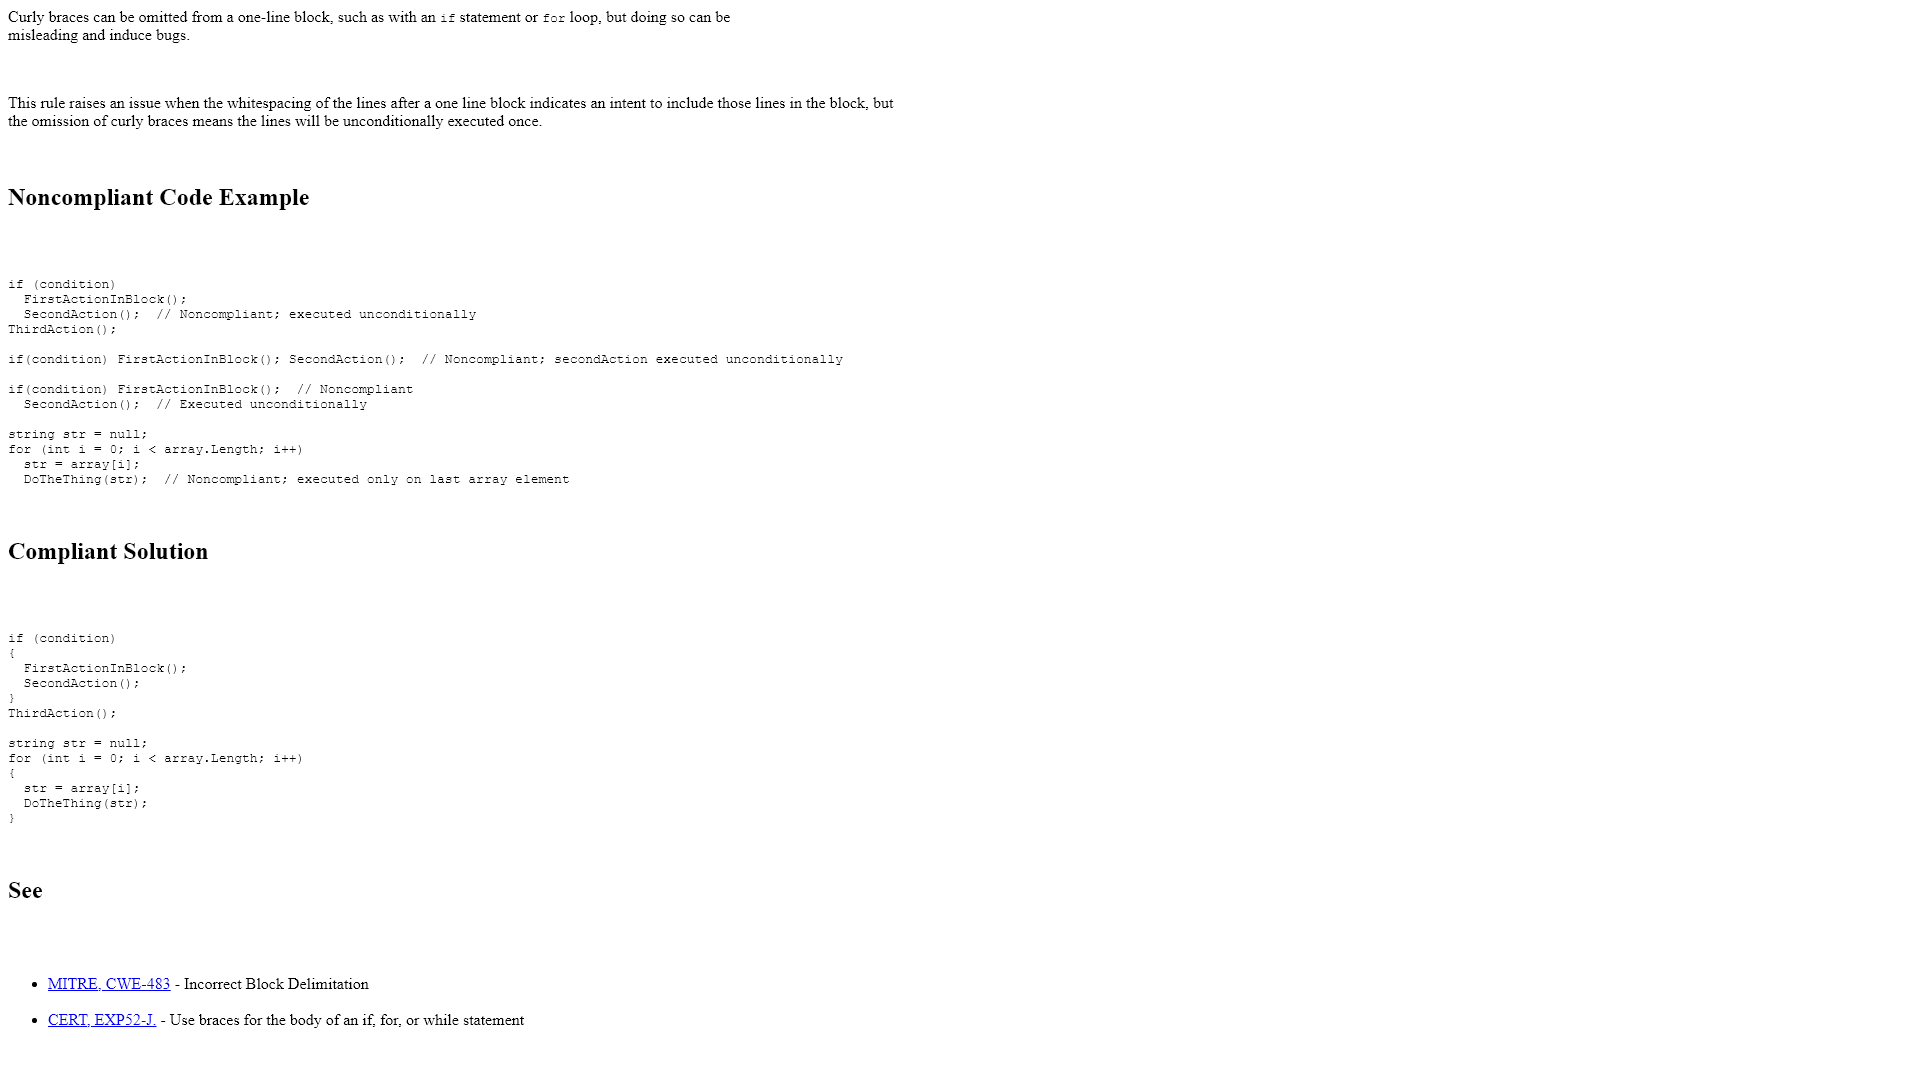 Curly braces can be omitted from a one-line block, such as with an if statement or for loop, but doing so can be
misleading and induce bugs.
This rule raises an issue when the whitespacing of the lines after a one line block indicates an intent to include those lines in the block, but
the omission of curly braces means the lines will be unconditionally executed once.
Noncompliant Code Example
if (condition)
  FirstActionInBlock();
  SecondAction();  // Noncompliant; executed unconditionally
ThirdAction();
if(condition) FirstActionInBlock(); SecondAction();  // Noncompliant; secondAction executed unconditionally
if(condition) FirstActionInBlock();  // Noncompliant
  SecondAction();  // Executed unconditionally
string str = null;
for (int i = 0; i < array.Length; i++)
  str = array[i];
  DoTheThing(str);  // Noncompliant; executed only on last array element
Compliant Solution
if (condition)
{
  FirstActionInBlock();
  SecondAction();
}
ThirdAction();
string str = null;
for (int i = 0; i < array.Length; i++)
{
  str = array[i];
  DoTheThing(str);
}
See
• MITRE, CWE-483 - Incorrect Block Delimitation
• CERT, EXP52-J. - Use braces for the body of an if, for, or while statement